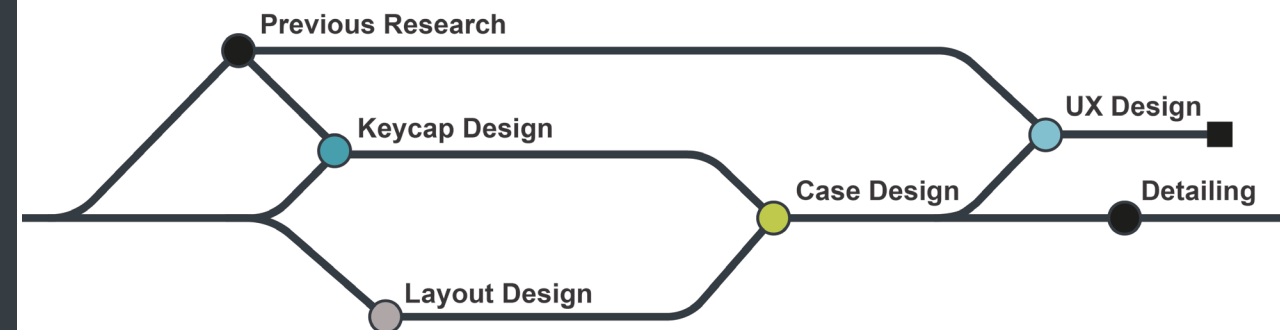 Previous Research
UX Design
Keycap Design
Case Design
Detailing
Layout Design